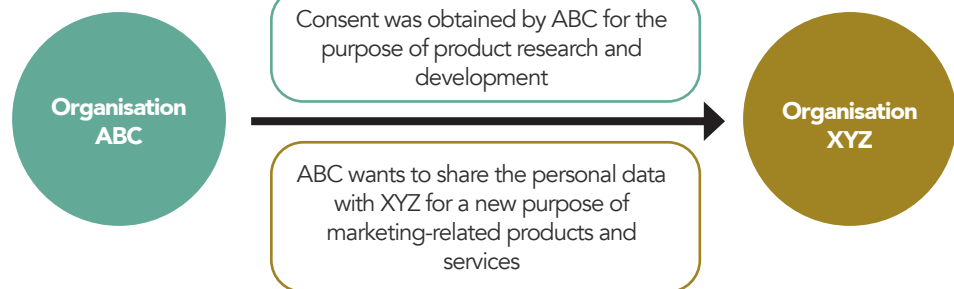 Consent was obtained by ABC for the
purpose of product research and
development
Organisation
ABC
Organisation
XYZ
ABC wants to share the personal data
with XYZ for a new purpose of
marketing-related products and
services